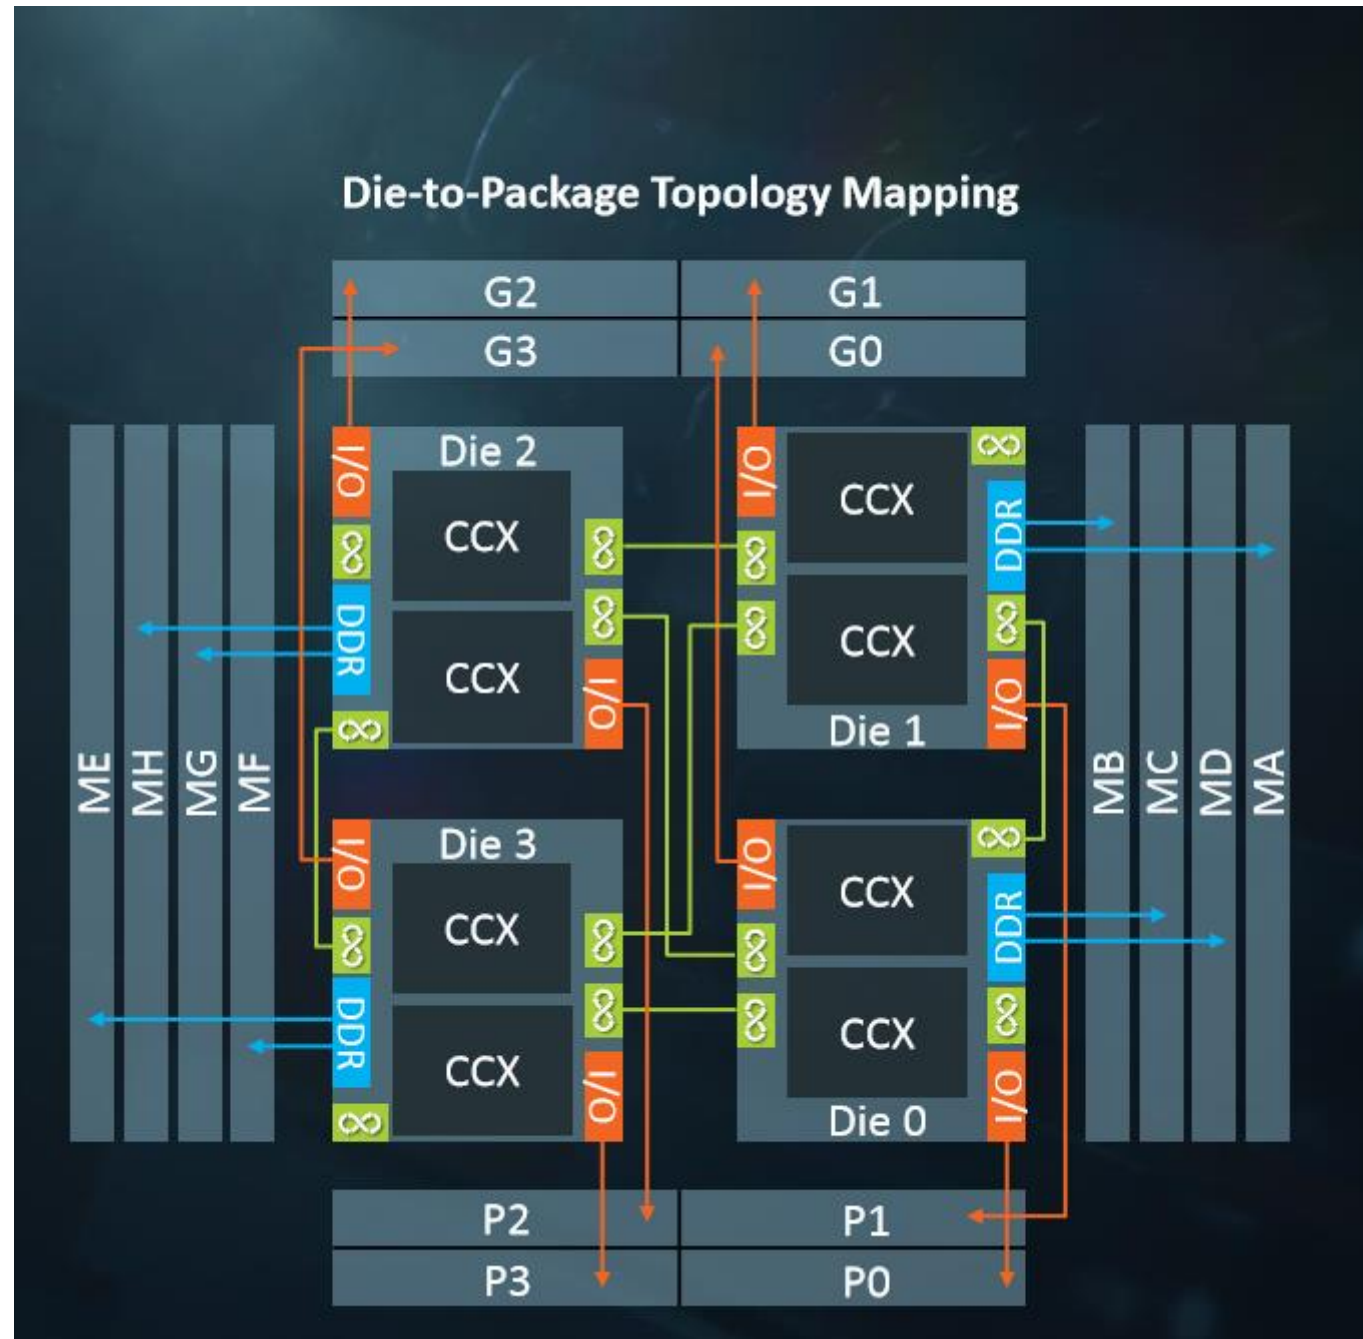 Die-to-Package Topology Mapping
G2
G1
G3
G0
I/O
Die 2
CCX
∞
∞
DDR
∞
CCX
I/O
∞
I/O
CCX
∞
∞
DDR
∞
CCX
∞
I/O
Die 1
ME
MH
MG
MF
MB
MC
MD
MA
I/O
Die 3
CCX
∞
∞
DDR
∞
CCX
I/O
∞
I/O
CCX
∞
∞
DDR
∞
CCX
∞
I/O
Die 0
P2
P1
P3
P0